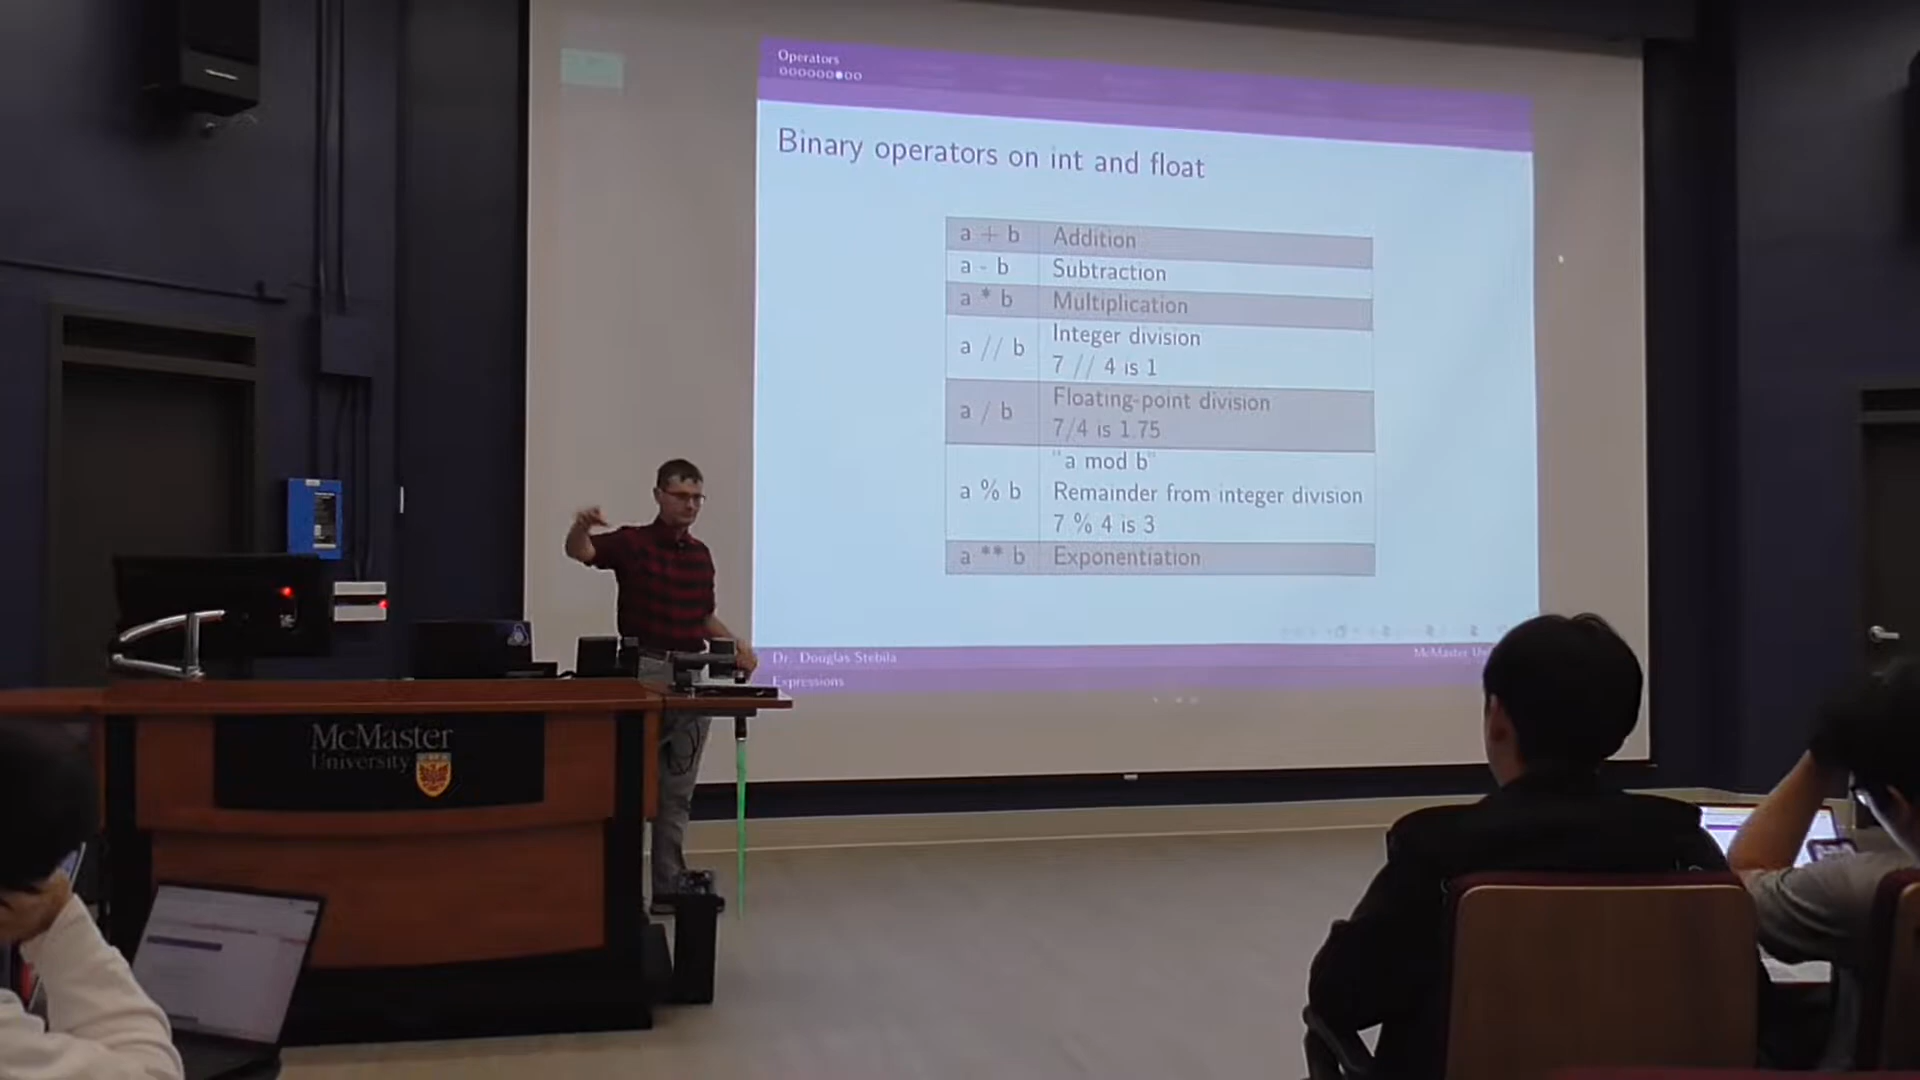 Operators
Binary operators on int and float
a + b Addition
a - b Subtraction
a * b Multiplication
a // b Integer division
7 // 4 is 1
a / b Floating-point division
7/4 is 1.75
"a mod b"
a % b Remainder from integer division
7 % 4 is 3
a ** b Exponentiation
Dr. Douglas Stebila
McMaster
Expressions
McMaster
University